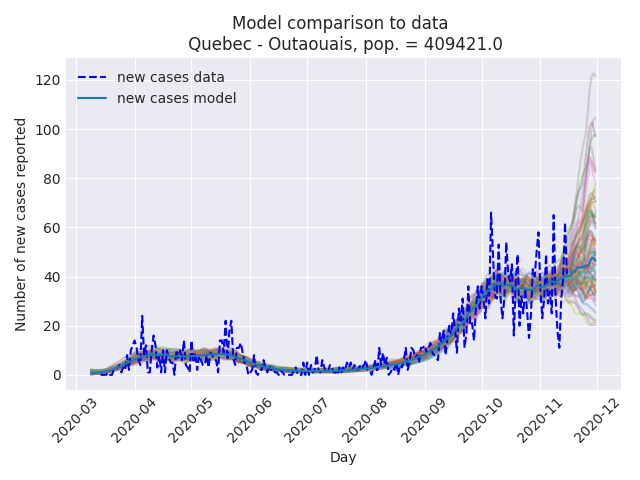 Model comparison to data
Quebec - Outaouais, pop. = 409421.0
new cases data
new cases model
Number of new cases reported
120
100
80
60
40
20
0
2020-03
2020-04
2020-05
2020-06
2020-07
2020-08
2020-09
2020-10
2020-11
2020-12
Day